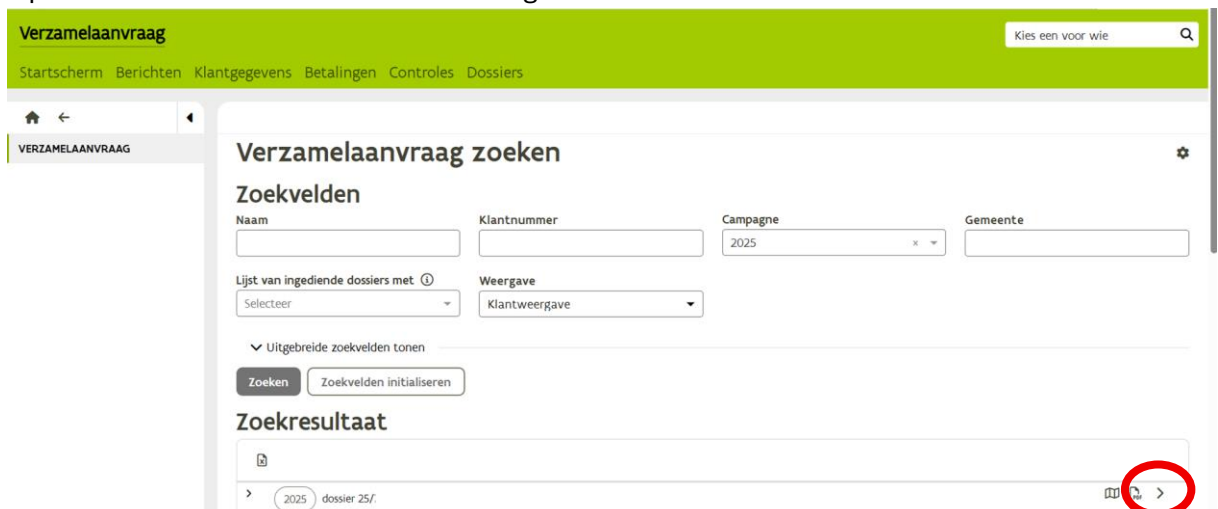 Verzamelaanvraag
Kies een voor wie
Startscherm Berichten Klantgegevens Betalingen Controles Dossiers
VERZAMELAANVRAAG
Verzamelaanvraag zoeken
Zoekvelden
Naam Klantnummer Campagne Gemeente
2025
Lijst van ingediende dossiers met Weergave
Selecteer Klantweergave
Uitgebreide zoekvelden tonen
Zoeken Zoekvelden initialiseren
Zoekresultaat
2025 dossier 25/